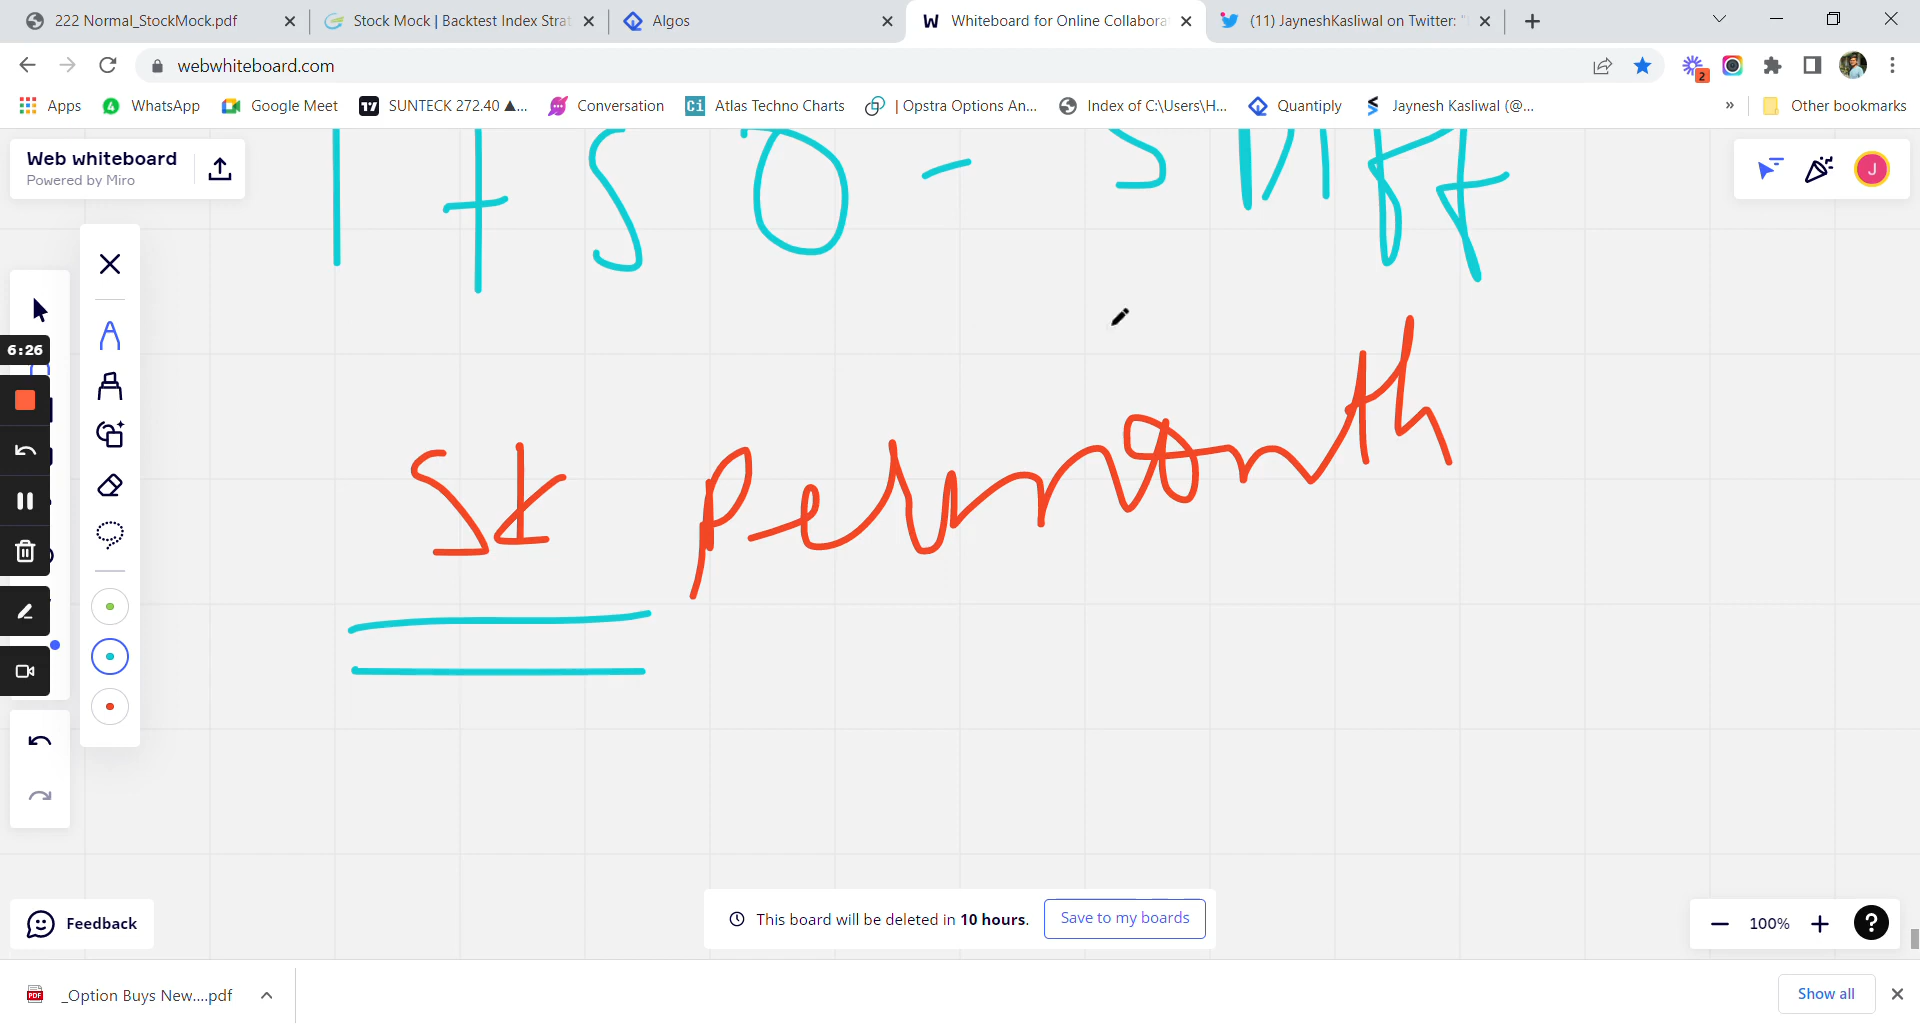 222 Normal_StockMock.pdf
Stock Mock | Backtest Index Strat
Algos
Whiteboard for Online Collabora
(11) JayneshKasliwal on Twitter: "
webwhiteboard.com
2
Apps
WhatsApp
Google Meet
SUNTECK 272.40 ▲...
Conversation
Atlas Techno Charts
| Opstra Options An...
Index of C:\Users\H...
Quantiply
Jaynesh Kasliwal (@...
»
Other bookmarks
Web whiteboard
Powered by Miro
J
6:26
5k Per month
Feedback
This board will be deleted in 10 hours.
Save to my boards
100%
?
PDF
_Option Buys New....pdf
Show all